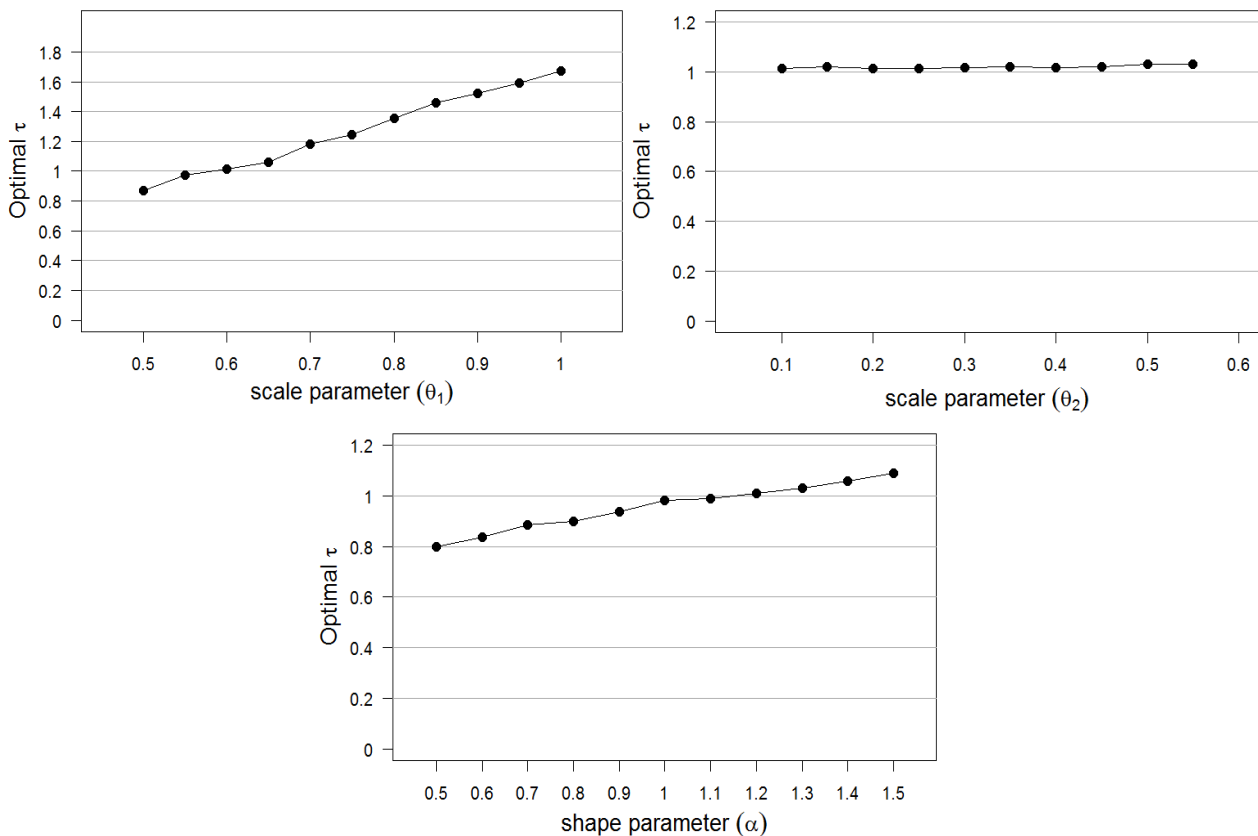 Optimal τ
1.8
1.6
1.4
1.2
1
0.8
0.6
0.4
0.2
0
0.5 0.6 0.7 0.8 0.9 1
scale parameter (θ₁)
Optimal τ
1.2
1
0.8
0.6
0.4
0.2
0
0.1 0.2 0.3 0.4 0.5 0.6
scale parameter (θ₂)
Optimal τ
1.2
1
0.8
0.6
0.4
0.2
0
0.5 0.6 0.7 0.8 0.9 1 1.1 1.2 1.3 1.4 1.5
shape parameter (α)